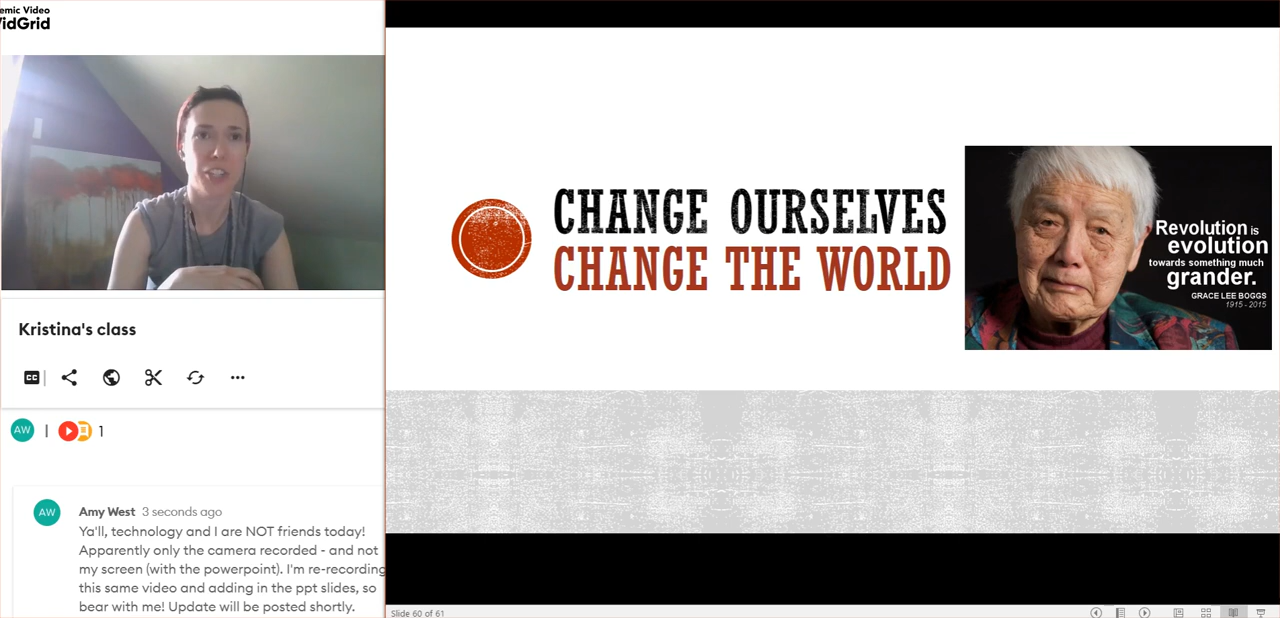 emic Video
VidGrid
Kristina's class
CC
AW
1
AW
Amy West 3 seconds ago
Ya'll, technology and I are NOT friends today!
Apparently only the camera recorded - and not
my screen (with the powerpoint). I'm re-recording
this same video and adding in the ppt slides, so
bear with me! Update will be posted shortly.
CHANGE OURSELVES
CHANGE THE WORLD
Revolution is
evolution
towards something much
grander.
GRACE LEE BOGGS
1915 - 2015
Slide 60 of 61